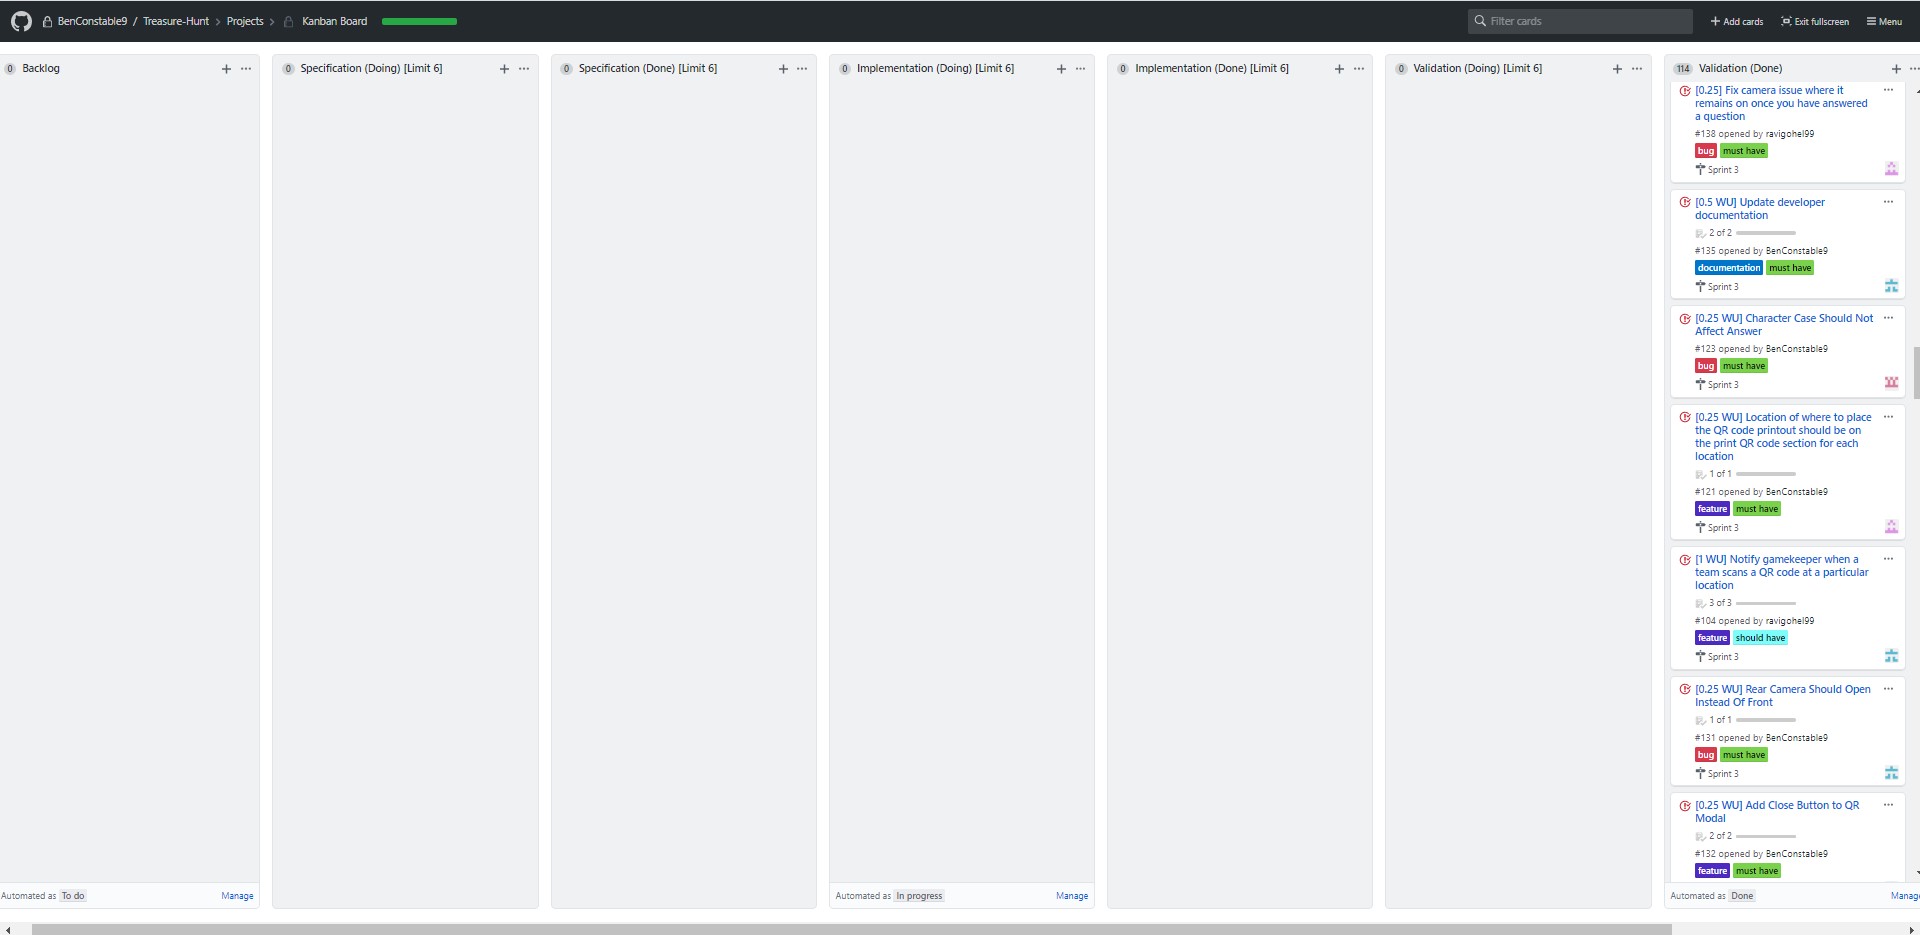 BenConstable9 / Treasure-Hunt > Projects > Kanban Board
Filter cards
Add cards
Exit fullscreen
Menu
0 Backlog
Automated as To do
Manage
0 Specification (Doing) [Limit 6]
0 Specification (Done) [Limit 6]
0 Implementation (Doing) [Limit 6]
Automated as In progress
Manage
0 Implementation (Done) [Limit 6]
0 Validation (Doing) [Limit 6]
114 Validation (Done)
[0.25] Fix camera issue where it
remains on once you have answered
a question
#138 opened by ravigohel99
bug must have
Sprint 3
[0.5 WU] Update developer
documentation
2 of 2
#135 opened by BenConstable9
documentation must have
Sprint 3
[0.25 WU] Character Case Should Not
Affect Answer
#123 opened by BenConstable9
bug must have
Sprint 3
[0.25 WU] Location of where to place
the QR code printout should be on
the print QR code section for each
location
1 of 1
#121 opened by BenConstable9
feature must have
Sprint 3
[1 WU] Notify gamekeeper when a
team scans a QR code at a particular
location
3 of 3
#104 opened by ravigohel99
feature should have
Sprint 3
[0.25 WU] Rear Camera Should Open
Instead Of Front
1 of 1
#131 opened by BenConstable9
bug must have
Sprint 3
[0.25 WU] Add Close Button to QR
Modal
2 of 2
#132 opened by BenConstable9
feature must have
Automated as Done
Manage